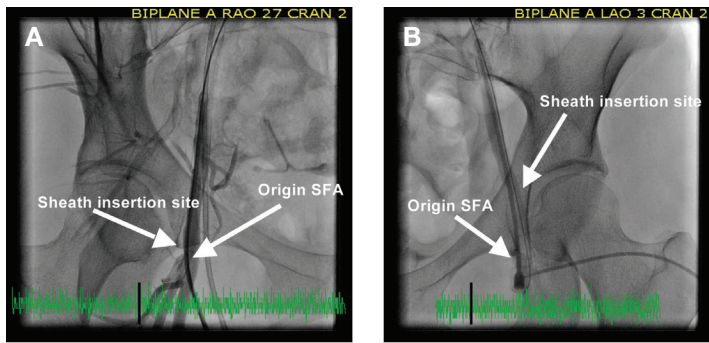 BIPLANE A RAO 27 CRAN 2
A
Sheath insertion site
Origin SFA
BIPLANE A LAO 3 CRAN 2
B
Sheath insertion site
Origin SFA